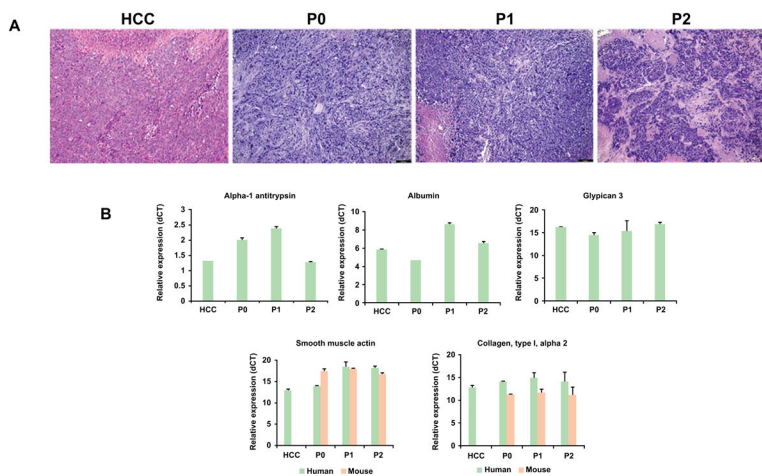 HCC P0 P1 P2
A
B
Alpha-1 antitrypsin
Relative expression (dCT)
3
2.5
2
1.5
1
0.5
0
HCC P0 P1 P2
Albumin
Relative expression (dCT)
10
8
6
4
2
0
HCC P0 P1 P2
Glypican 3
Relative expression (dCT)
20
15
10
5
0
HCC P0 P1 P2
Smooth muscle actin
Relative expression (dCT)
20
15
10
5
0
HCC P0 P1 P2
Human Mouse
Collagen, type I, alpha 2
Relative expression (dCT)
20
15
10
5
0
HCC P0 P1 P2
Human Mouse